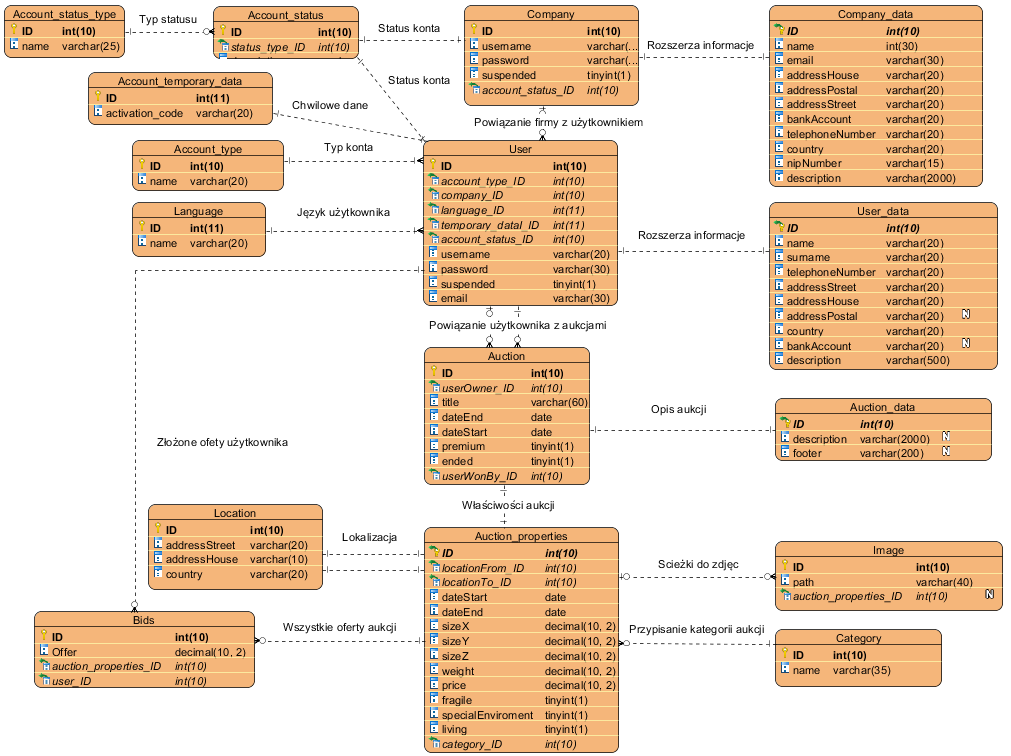 Account_status_type
ID int(10)
name varchar(25)
Typ statusu
Account_status
ID int(10)
status_type_ID int(10)
Status konta
Status konta
Company
ID int(10)
username varchar(...
password varchar(...
suspended tinyint(1)
account_status_ID int(10)
Rozszerza informacje
Company_data
ID int(10)
name int(30)
email varchar(30)
addressHouse varchar(20)
addressPostal varchar(20)
addressStreet varchar(20)
bankAccount varchar(20)
telephoneNumber varchar(20)
country varchar(20)
nipNumber varchar(15)
description varchar(2000)
Account_temporary_data
ID int(11)
activation_code varchar(20)
Chwilowe dane
Powiązanie firmy z użytkownikiem
Account_type
ID int(10)
name varchar(20)
Typ konta
Language
ID int(11)
name varchar(20)
Język użytkownika
User
ID int(10)
account_type_ID int(10)
company_ID int(10)
language_ID int(11)
temporary_dataI_ID int(11)
account_status_ID int(10)
username varchar(20)
password varchar(30)
suspended tinyint(1)
email varchar(30)
Rozszerza informacje
User_data
ID int(10)
name varchar(20)
surname varchar(20)
telephoneNumber varchar(20)
addressStreet varchar(20)
addressHouse varchar(20)
addressPostal varchar(20) N
country varchar(20)
bankAccount varchar(20) N
description varchar(500)
Powiązanie użytkownika z aukcjami
Auction
ID int(10)
userOwner_ID int(10)
title varchar(60)
dateEnd date
dateStart date
premium tinyint(1)
ended tinyint(1)
userWonBy_ID int(10)
Opis aukcji
Auction_data
ID int(10)
description varchar(2000) N
footer varchar(200) N
Złożone ofety użytkownika
Właściwości aukcji
Location
ID int(10)
addressStreet varchar(20)
addressHouse varchar(10)
country varchar(20)
Lokalizacja
Auction_properties
ID int(10)
locationFrom_ID int(10)
locationTo_ID int(10)
dateStart date
dateEnd date
sizeX decimal(10, 2)
sizeY decimal(10, 2)
sizeZ decimal(10, 2)
weight decimal(10, 2)
price decimal(10, 2)
fragile tinyint(1)
specialEnviroment tinyint(1)
living tinyint(1)
category_ID int(10)
Scieżki do zdjęc
Image
ID int(10)
path varchar(40)
auction_properties_ID int(10) N
Bids
ID int(10)
Offer decimal(10, 2)
auction_properties_ID int(10)
user_ID int(10)
Wszystkie oferty aukcji
Przypisanie kategorii aukcji
Category
ID int(10)
name varchar(35)